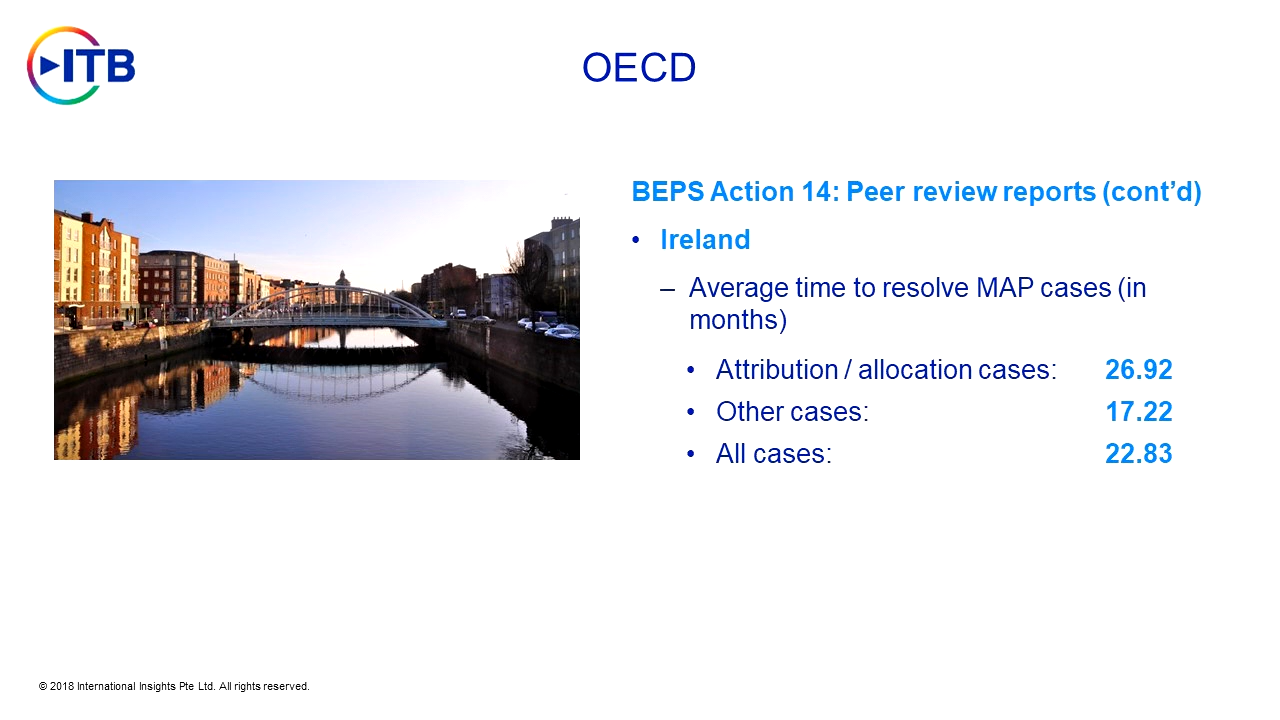 ITB
OECD
BEPS Action 14: Peer review reports (cont’d)
• Ireland
– Average time to resolve MAP cases (in
months)
• Attribution / allocation cases: 26.92
• Other cases: 17.22
• All cases: 22.83
© 2018 International Insights Pte Ltd. All rights reserved.